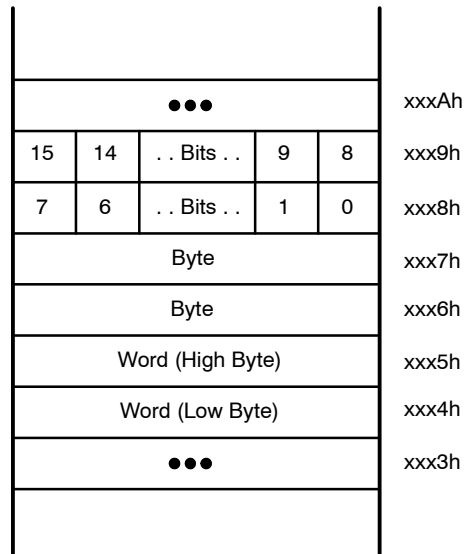 ●●● xxxAh
15 14 . . Bits . . 9 8 xxx9h
7 6 . . Bits . . 1 0 xxx8h
Byte xxx7h
Byte xxx6h
Word (High Byte) xxx5h
Word (Low Byte) xxx4h
●●● xxx3h